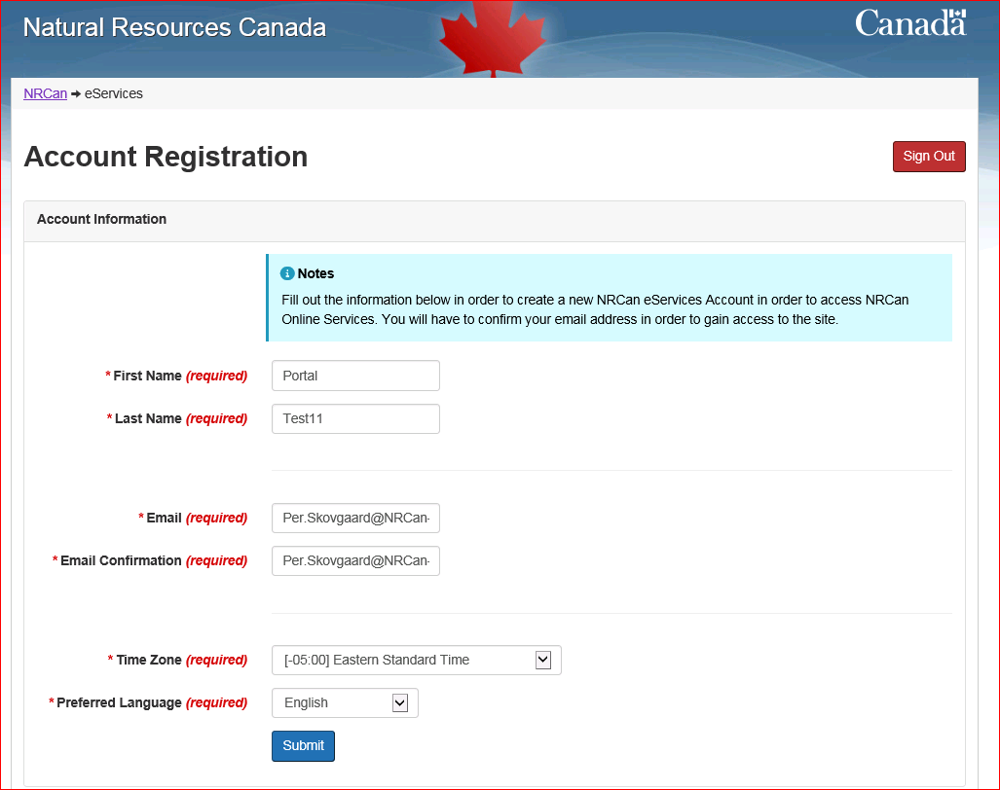 Natural Resources Canada
Canada
NRCan ➔ eServices
Account Registration
Sign Out
Account Information
Notes
Fill out the information below in order to create a new NRCan eServices Account in order to access NRCan
Online Services. You will have to confirm your email address in order to gain access to the site.
* First Name (required) Portal
* Last Name (required) Test11
* Email (required) Per.Skovgaard@NRCan-
* Email Confirmation (required) Per.Skovgaard@NRCan-
* Time Zone (required) [-05:00] Eastern Standard Time
* Preferred Language (required) English
Submit